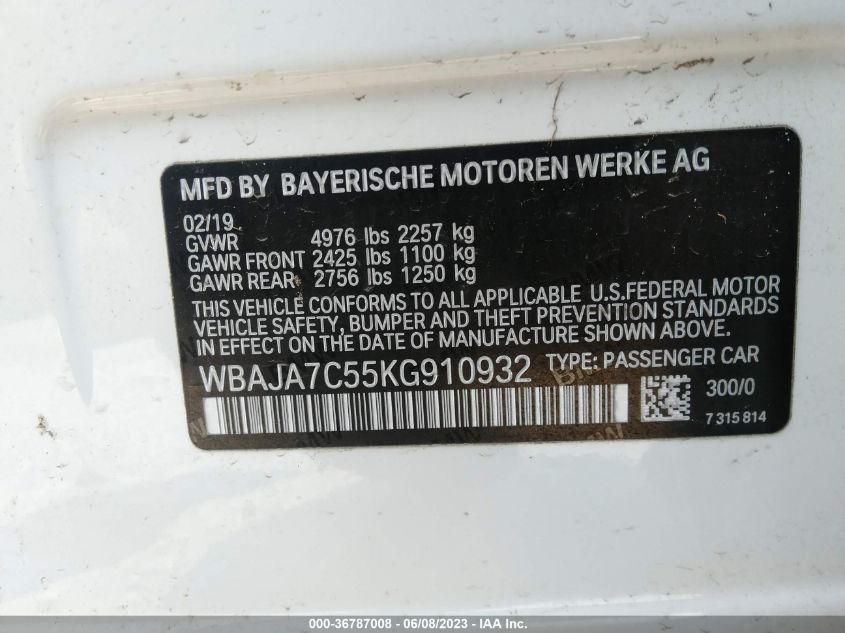 MFD BY BAYERISCHE MOTOREN WERKE AG
02/19
GVWR 4976 lbs 2257 kg
GAWR FRONT 2425 lbs 1100 kg
GAWR REAR 2756 lbs 1250 kg
THIS VEHICLE CONFORMS TO ALL APPLICABLE U.S.FEDERAL MOTOR
VEHICLE SAFETY, BUMPER AND THEFT PREVENTION STANDARDS
IN EFFECT ON THE DATE OF MANUFACTURE SHOWN ABOVE.
WBAJA7C55KG910932 TYPE: PASSENGER CAR
300/0
7 315 814
000-36787008 - 06/08/2023 - IAAI.COM